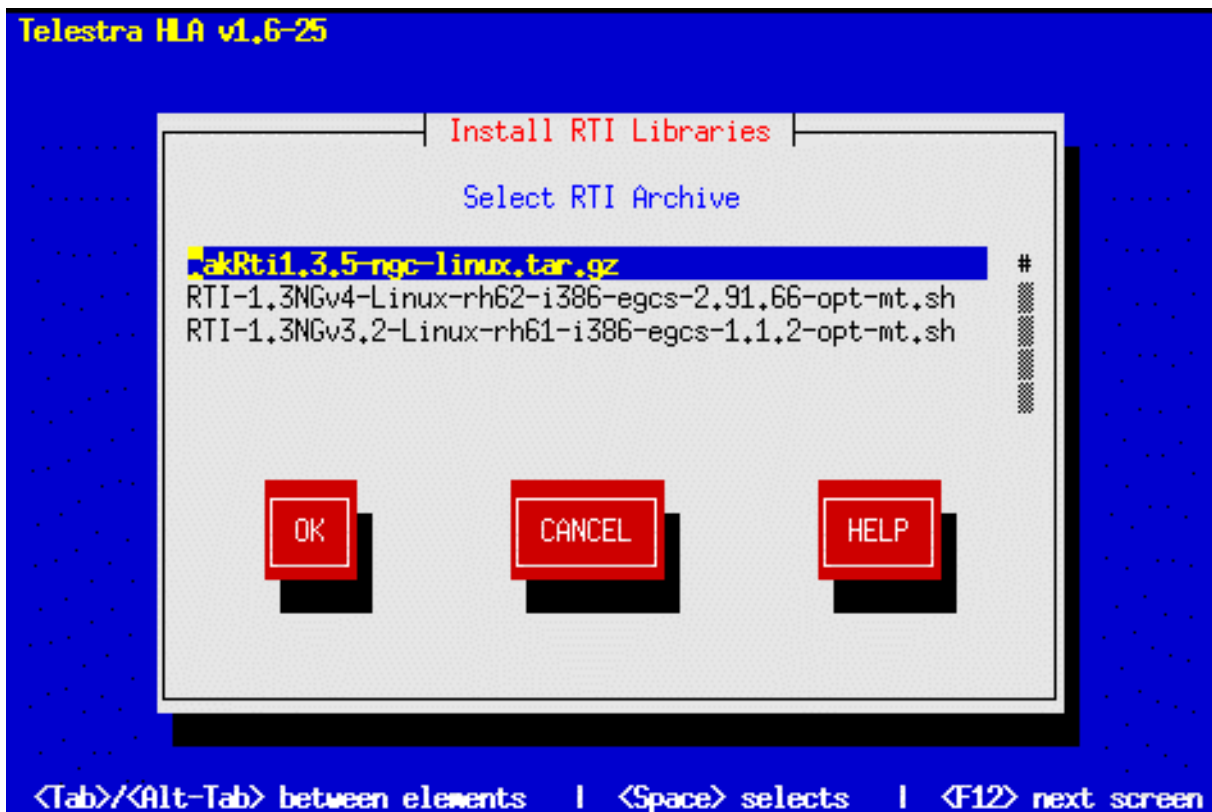 Telestra HLA v1.6-25
Install RTI Libraries
Select RTI Archive
makRti1.3.5-ngc-linux.tar.gz
RTI-1.3NGv4-Linux-rh62-i386-egcs-2.91.66-opt-mt.sh
RTI-1.3NGv3.2-Linux-rh61-i386-egcs-1.1.2-opt-mt.sh
#
OK CANCEL HELP
<Tab>/<Alt-Tab> between elements | <Space> selects | <F12> next screen